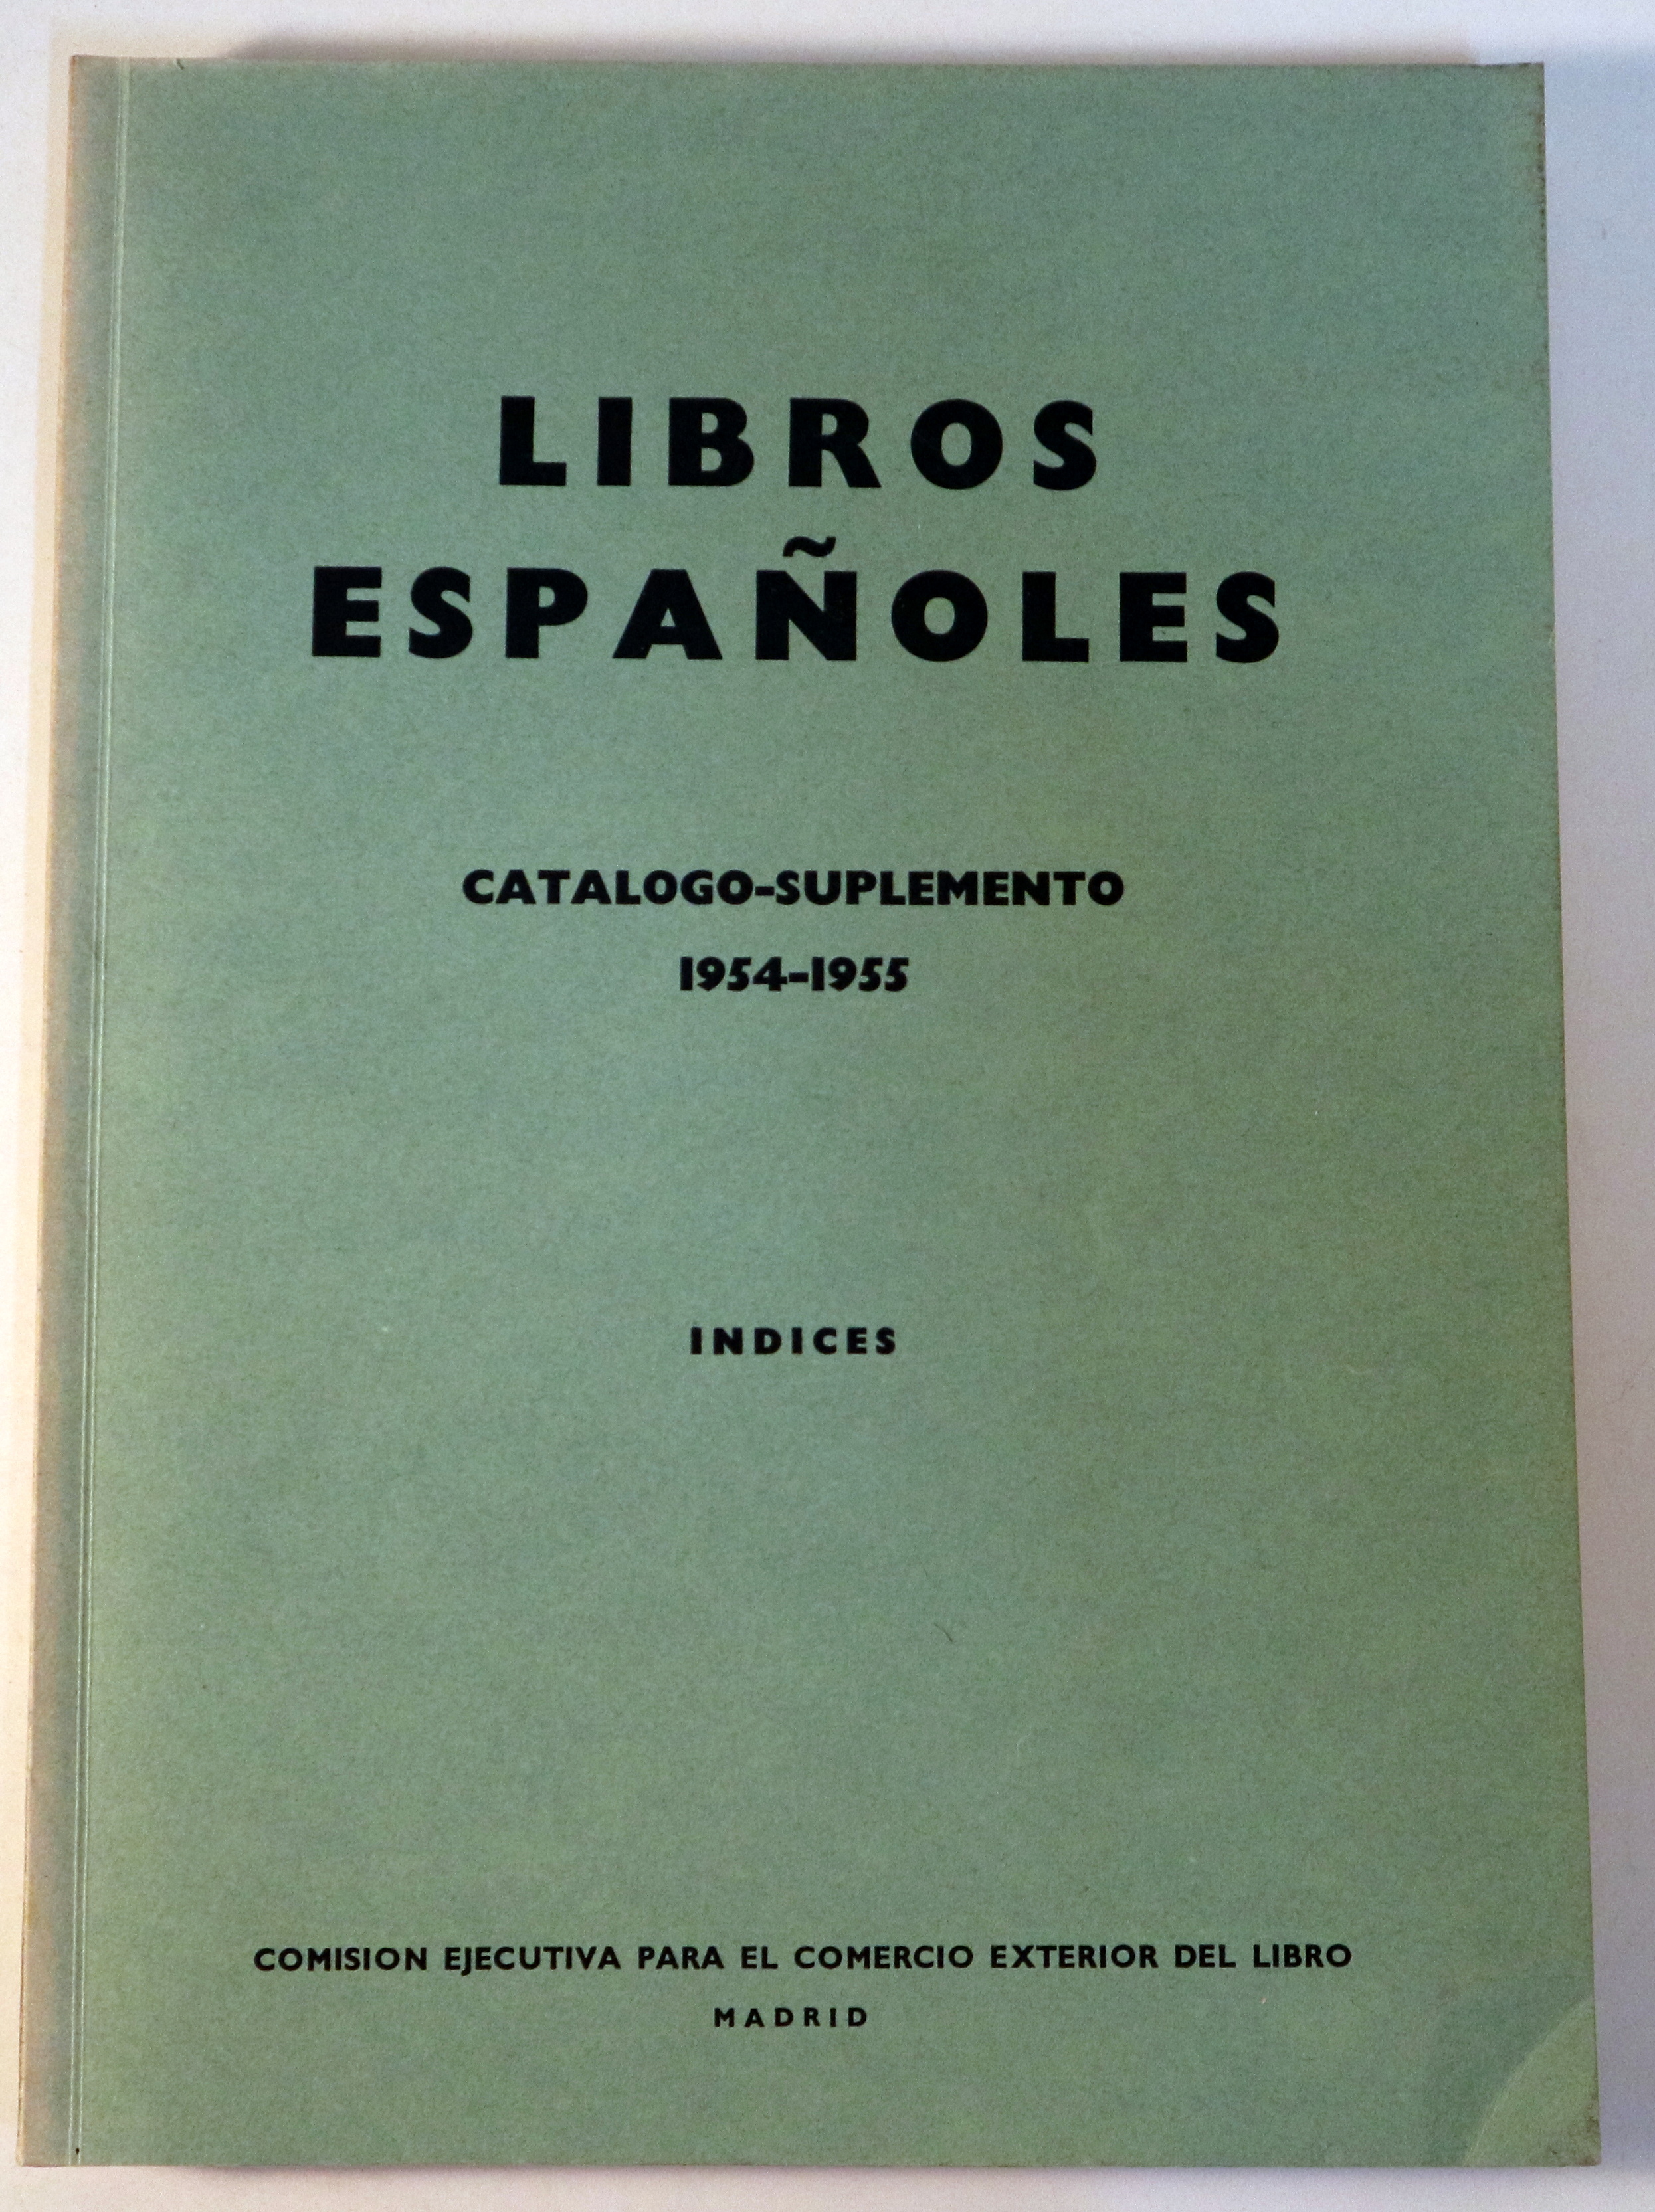 LIBROS
ESPAÑOLES
CATALOGO-SUPLEMENTO
1954-1955
INDICES
COMISION EJECUTIVA PARA EL COMERCIO EXTERIOR DEL LIBRO
MADRID